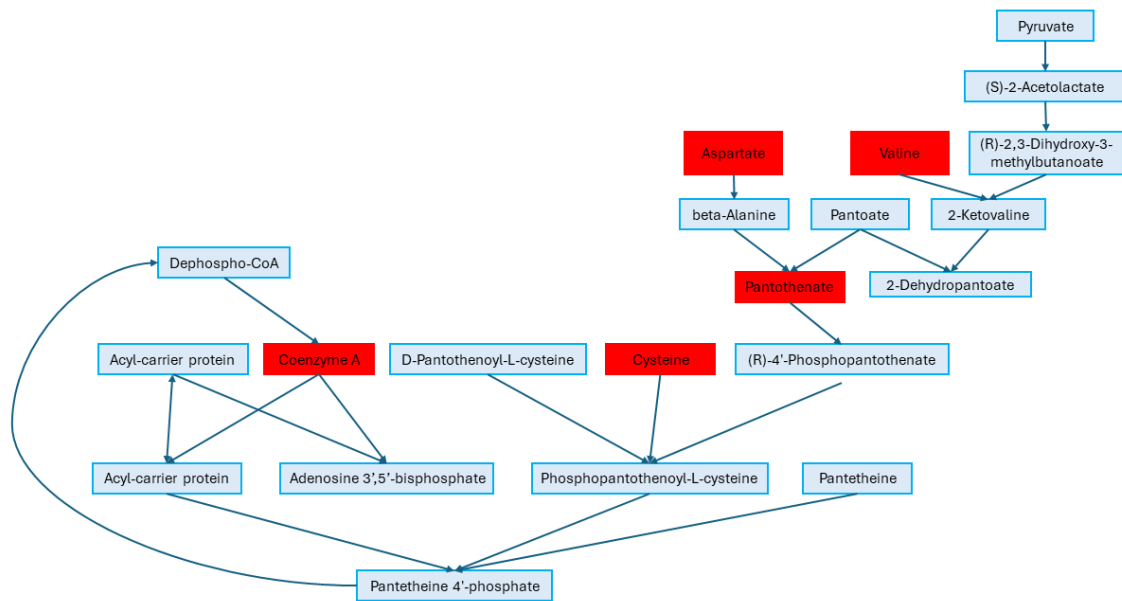 Pyruvate
(S)-2-Acetolactate
Aspartate
Valine
(R)-2,3-Dihydroxy-3-
methylbutanoate
beta-Alanine
Pantoate
2-Ketovaline
Dephospho-CoA
Pantothenate
2-Dehydropantoate
Acyl-carrier protein
Coenzyme A
D-Pantothenoyl-L-cysteine
Cysteine
(R)-4'-Phosphopantothenate
Acyl-carrier protein
Adenosine 3’,5’-bisphosphate
Phosphopantothenoyl-L-cysteine
Pantetheine
Pantetheine 4'-phosphate